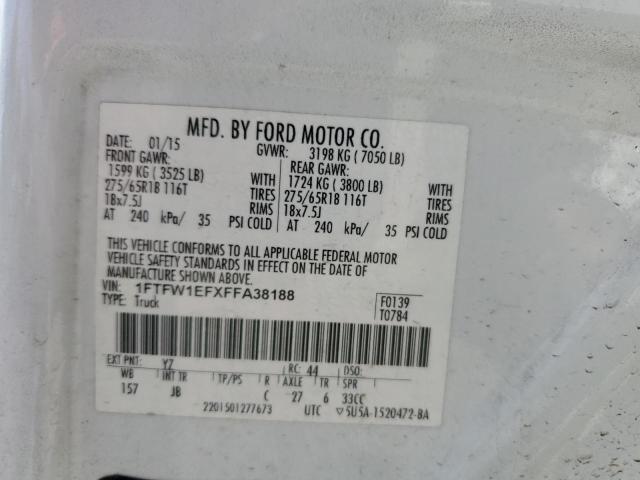 MFD. BY FORD MOTOR CO.
DATE: 01/15 GVWR: 3198 KG ( 7050 LB)
FRONT GAWR: REAR GAWR:
1599 KG ( 3525 LB) WITH 1724 KG ( 3800 LB) WITH
275/65R18 116T TIRES 275/65R18 116T TIRES
18x7.5J RIMS 18x7.5J RIMS
AT 240 kPa/ 35 PSI COLD AT 240 kPa/ 35 PSI COLD
THIS VEHICLE CONFORMS TO ALL APPLICABLE FEDERAL MOTOR
VEHICLE SAFETY STANDARDS IN EFFECT ON THE DATE OF
MANUFACTURE SHOWN ABOVE.
VIN: 1FTFW1EFXFFA38188 F0139
TYPE: Truck T0784
EXT PNT: YZ RC: 44 DSO:
WB INT TR TP/PS R AXLE TR SPR
157 JB C 27 6 33CC
2201501277673 UTC ▽5U5A-1520472-BA